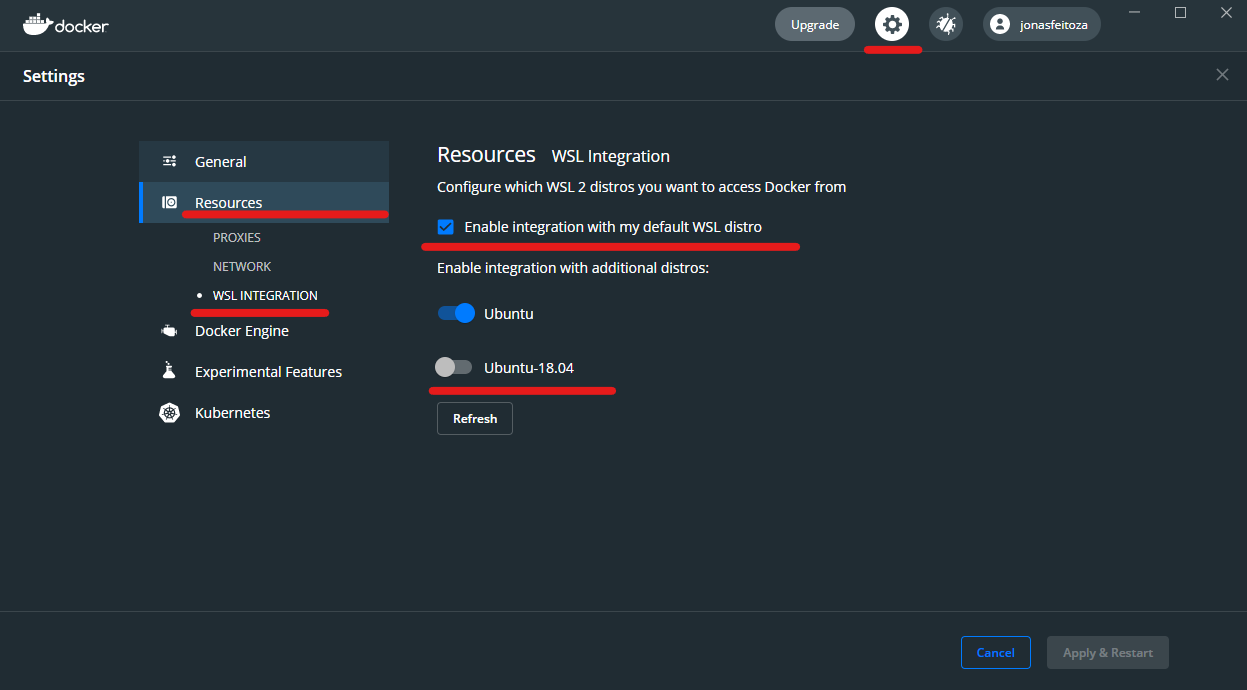 docker
Upgrade
jonasfeitoza
Settings
General
Resources
PROXIES
NETWORK
WSL INTEGRATION
Docker Engine
Experimental Features
Kubernetes
Resources WSL Integration
Configure which WSL 2 distros you want to access Docker from
Enable integration with my default WSL distro
Enable integration with additional distros:
Ubuntu
Ubuntu-18.04
Refresh
Cancel
Apply & Restart